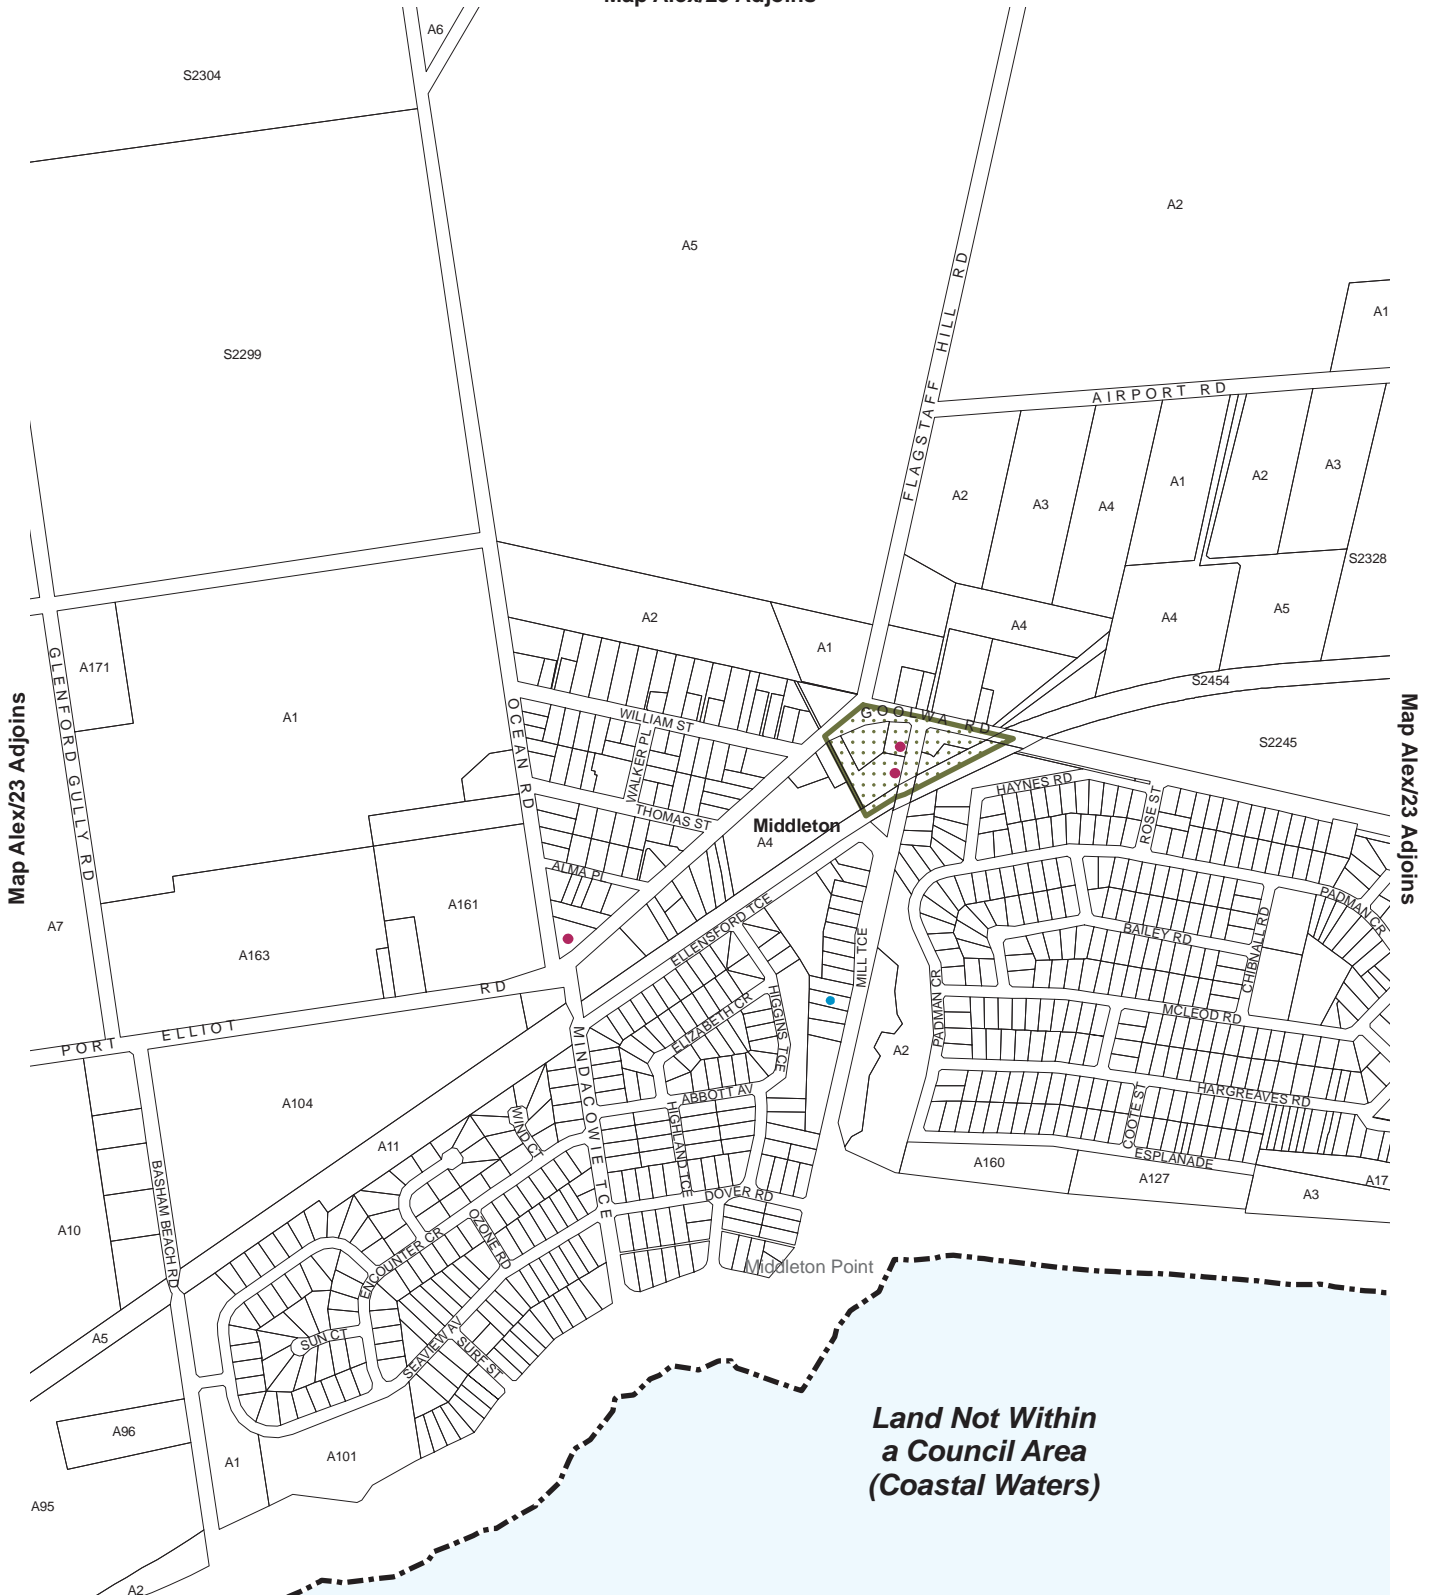 Map Alex/23 Adjoins
A6
S2304
A2
A5
A1
S2299
FLAGSTAFF HILL RD
AIRPORT RD
A2
A3
A4
A1
A2
A3
S2328
A2
A1
A4
A4
A5
A171
GLENFORD GULLY RD
A1
OCEAN RD
WILLIAM ST
WALKER PL
THOMAS ST
ALMA PL
GOOLWA RD
S2454
S2245
Map Alex/23 Adjoins
Map Alex/23 Adjoins
HAYNES RD
ROSE ST
Middleton
A4
PADMAN CR
A7
A163
A161
ELLENSFORD TCE
MILL TCE
BAILEY RD
CHIBNALL RD
PORT ELLIOT RD
MINDACOWIE TCE
ELIZABETH CR
HIGGINS TCE
PADMAN CR
MCLEOD RD
A2
A104
A11
WIND CT
ABBOTT AV
HIGHLAND TCE
COOTE ST
HARGREAVES RD
ESPLANADE
A160
A127
A3
A17
BASHAM BEACH RD
A10
DOVER RD
OZONE RD
ENCOUNTER CR
Middleton Point
A5
SUN CT
SEAVIEW AV
SURF ST
A96
A1
A101
A95
A2
Land Not Within
a Council Area
(Coastal Waters)